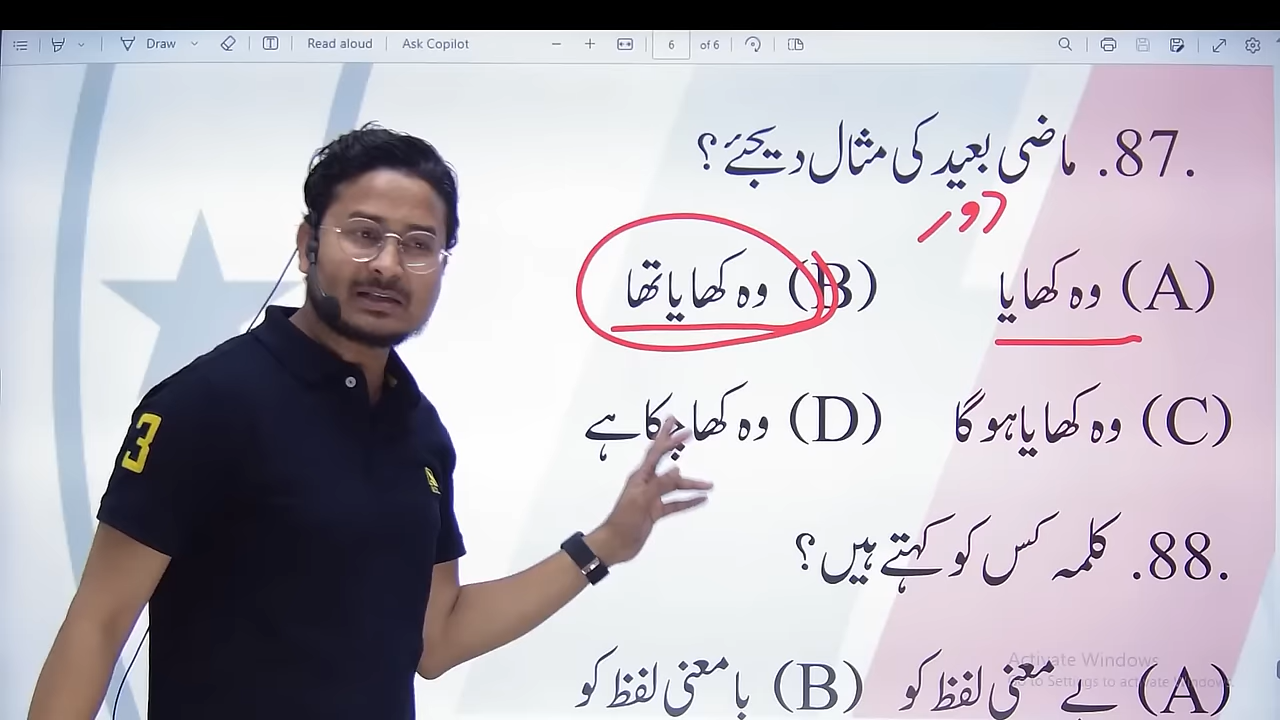 Draw
Read aloud
Ask Copilot
6 of 6
.87. ماضی بعید کی مثال دیجئے؟
دور
(A) وہ کھایا (B) وہ کھایا تھا
(C) وہ کھایا ہوگا (D) وہ کھا چکا ہے
.88. کلمہ کس کو کہتے ہیں؟
(A) بے معنی لفظ کو (B) با معنی لفظ کو
Activate Windows
Go to Settings to activate Windows.
3